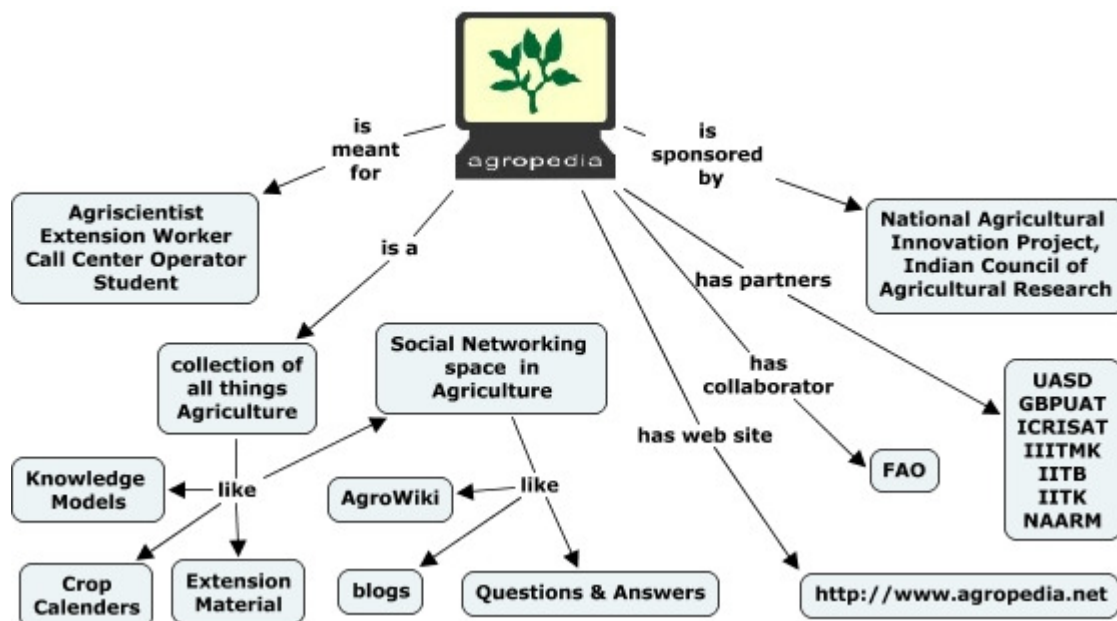 agropedia
is
meant
for
is
sponsored
by
Agriscientist
Extension Worker
Call Center Operator
Student
National Agricultural
Innovation Project,
Indian Council of
Agricultural Research
is a
has partners
collection of
all things
Agriculture
Social Networking
space in
Agriculture
has
collaborator
UASD
GBPUAT
ICRISAT
IIITMK
IITB
IITK
NAARM
has web site
FAO
Knowledge
Models
like
AgroWiki
like
Crop
Calenders
Extension
Material
blogs
Questions & Answers
http://www.agropedia.net